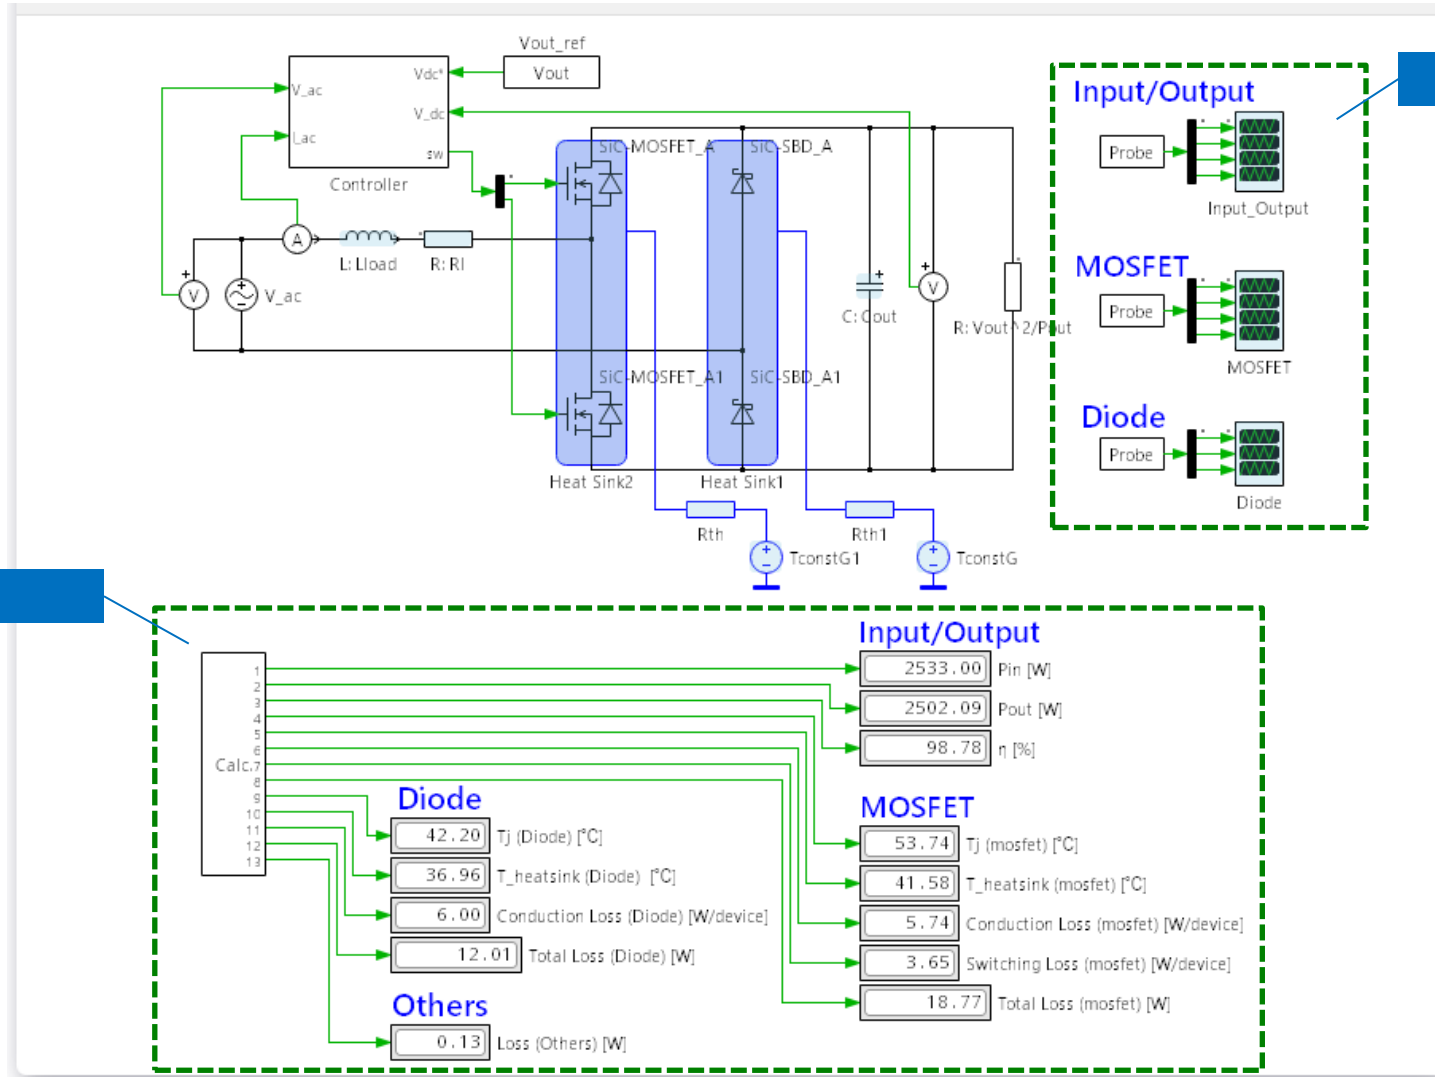 Vout_ref
Vout
Vdc*
V_ac
V_dc
I_ac
sw
Controller
SiC-MOSFET_A
SiC-SBD_A
A
L: Lload
R: Rl
V
V_ac
C: Cout
V
R: Vout^2/Pout
SiC-MOSFET_A1
SiC-SBD_A1
Heat Sink2
Heat Sink1
Rth
Rth1
TconstG1
TconstG
Input/Output
Probe
Input_Output
MOSFET
Probe
MOSFET
Diode
Probe
Diode
Calc.
1
2
3
4
5
6
7
8
9
10
11
12
13
Input/Output
2533.00 Pin [W]
2502.09 Pout [W]
98.78 η [%]
Diode
42.20 Tj (Diode) [°C]
36.96 T_heatsink (Diode) [°C]
6.00 Conduction Loss (Diode) [W/device]
12.01 Total Loss (Diode) [W]
MOSFET
53.74 Tj (mosfet) [°C]
41.58 T_heatsink (mosfet) [°C]
5.74 Conduction Loss (mosfet) [W/device]
3.65 Switching Loss (mosfet) [W/device]
18.77 Total Loss (mosfet) [W]
Others
0.13 Loss (Others) [W]